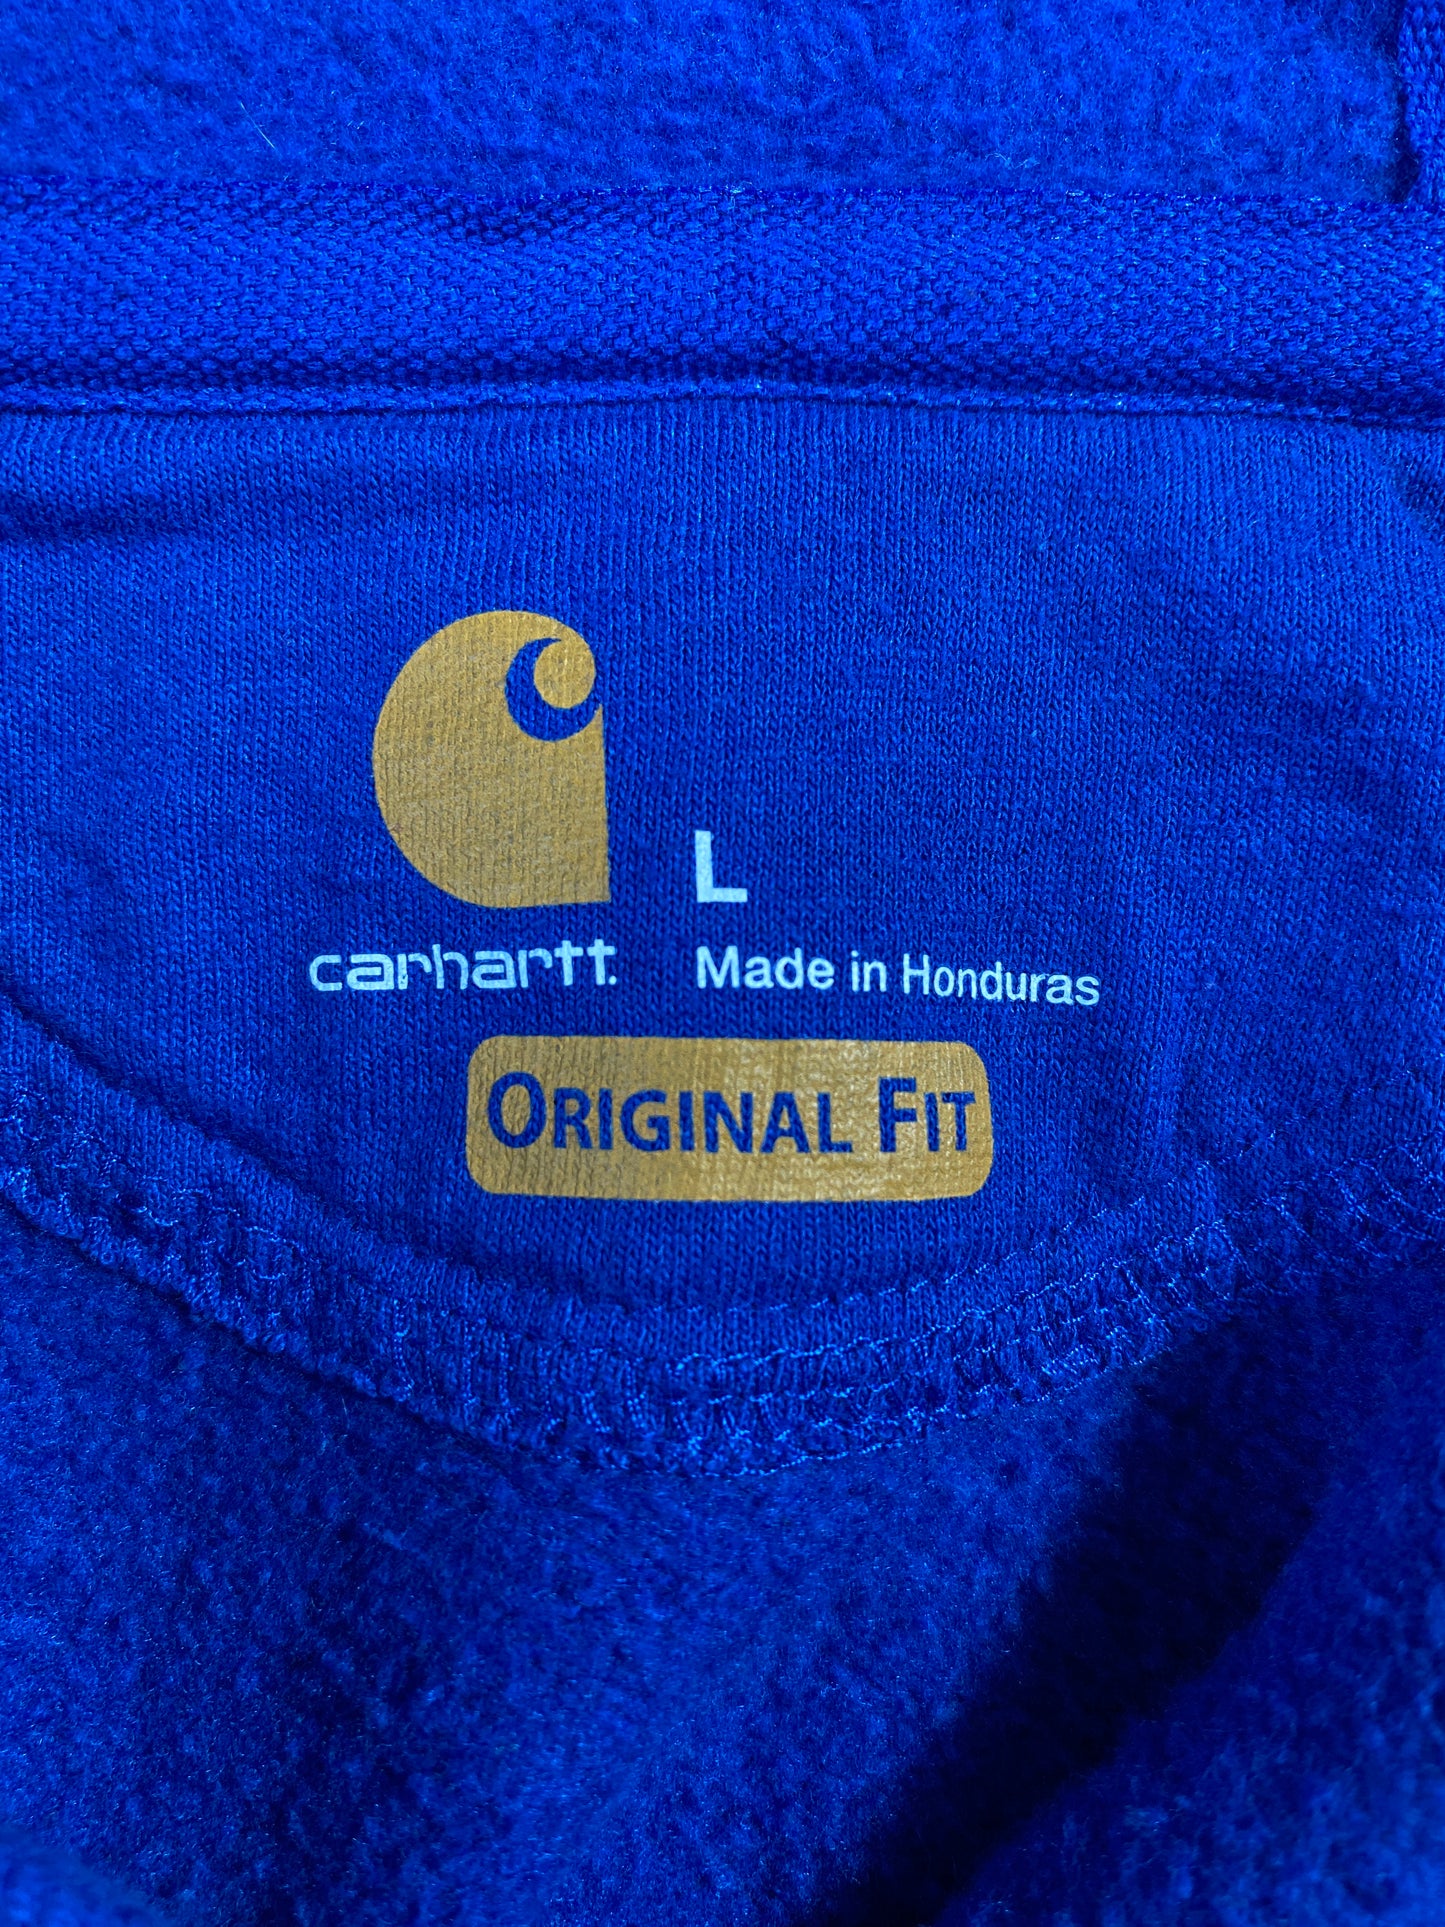 L
carhartt.
Made in Honduras
ORIGINAL FIT